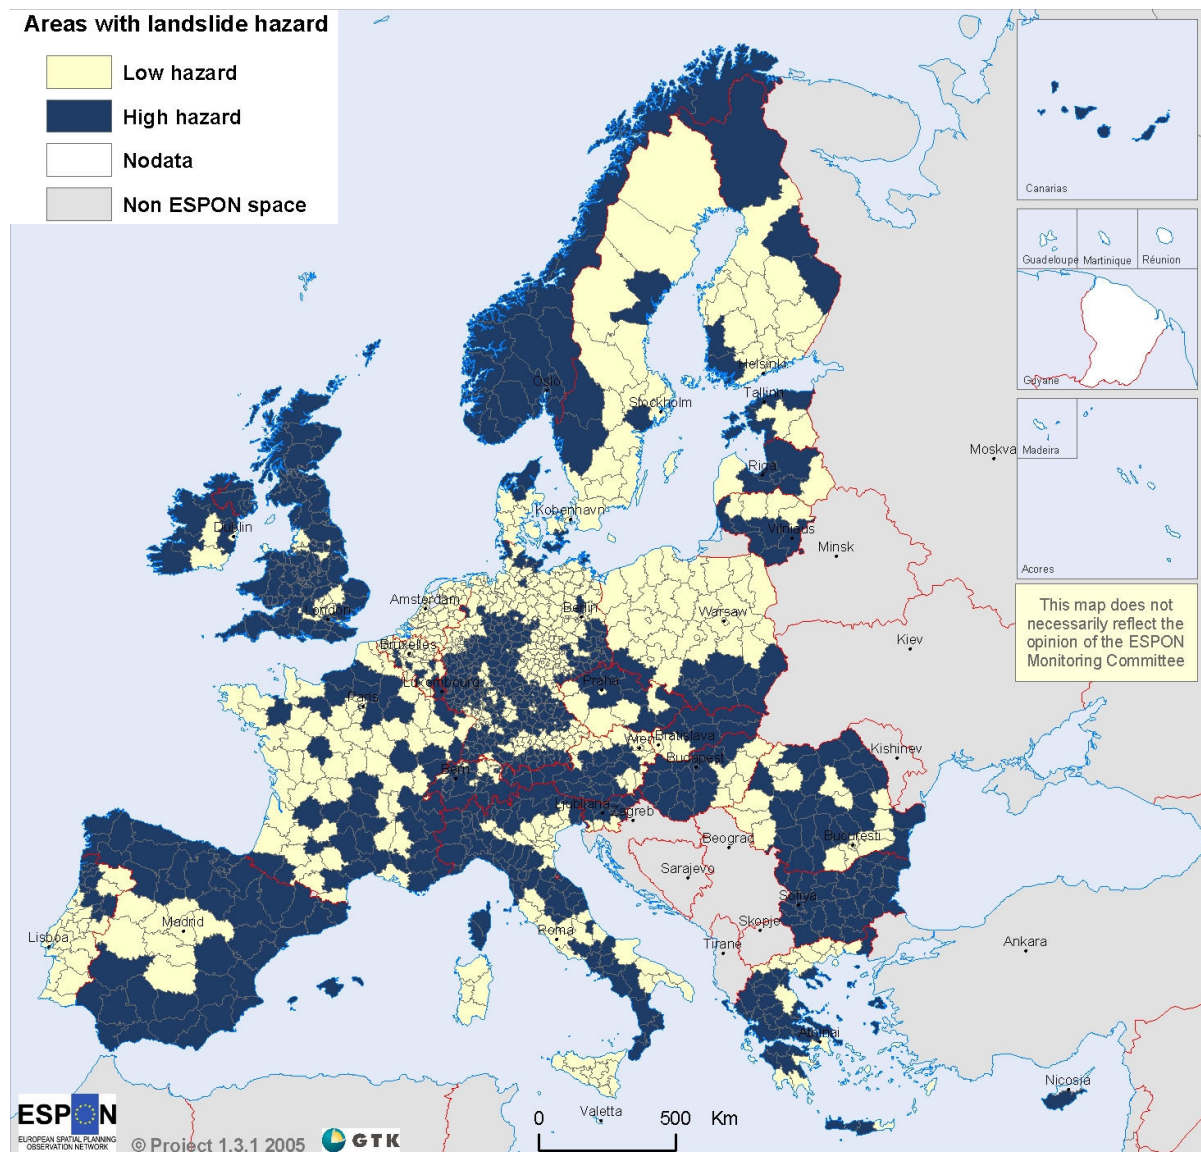 Areas with landslide hazard
Low hazard
High hazard
Nodata
Non ESPON space
Canarias
Guadeloupe
Martinique
Réunion
Guyane
Madeira
Acores
This map does not
necessarily reflect the
opinion of the ESPON
Monitoring Committee
Oslo
Helsinki
Stockholm
Tallinn
Moskva
Riga
Kobenhavn
Vilnius
Minsk
Dublin
London
Amsterdam
Berlin
Warsaw
Bruxelles
Kiev
Luxembourg
Paris
Praha
Wien
Bratislava
Kishinev
Budapest
Bern
Ljubljana
Zagreb
Beograd
Bucuresti
Sarajevo
Sofiya
Madrid
Skopje
Lisboa
Roma
Tirane
Ankara
Athinai
Nicosia
Valetta
0 500 Km
ESPON
EUROPEAN SPATIAL PLANNING
OBSERVATION NETWORK
© Project 1.3.1 2005
GTK